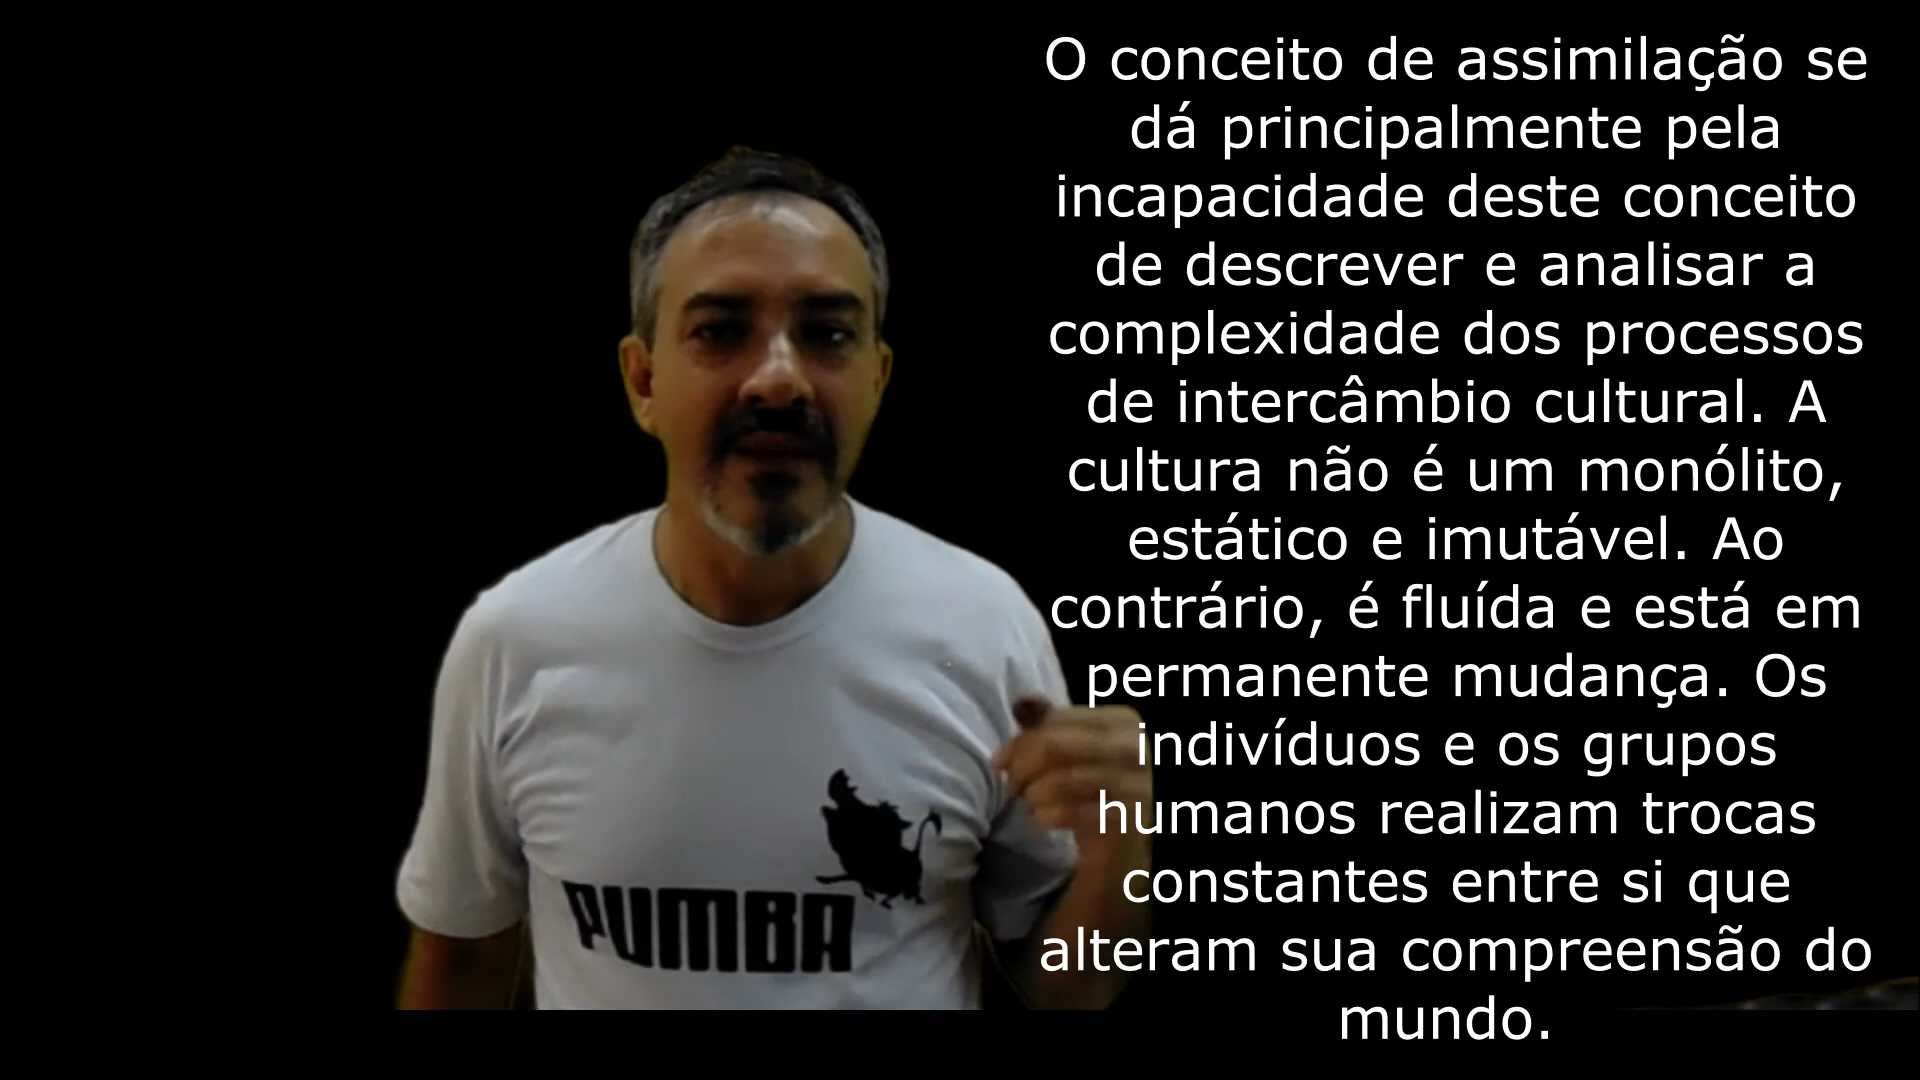 O conceito de assimilação se
dá principalmente pela
incapacidade deste conceito
de descrever e analisar a
complexidade dos processos
de intercâmbio cultural. A
cultura não é um monólito,
estático e imutável. Ao
contrário, é fluída e está em
permanente mudança. Os
indivíduos e os grupos
humanos realizam trocas
constantes entre si que
alteram sua compreensão do
mundo.
PUMBA